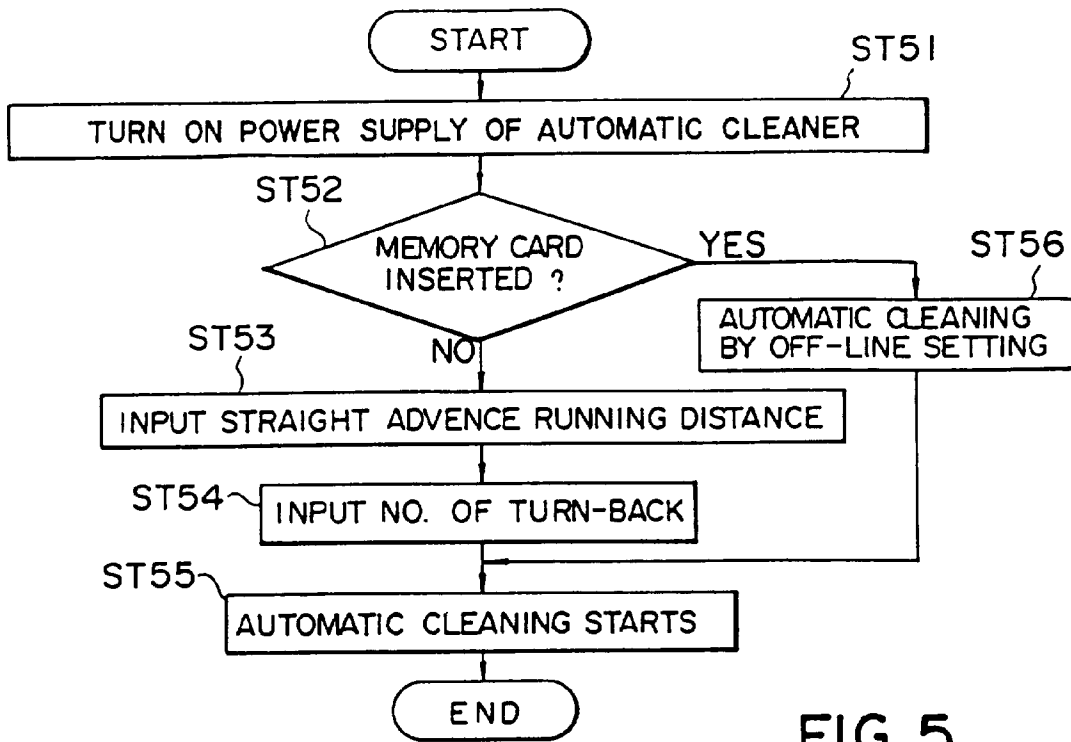 START
ST51
TURN ON POWER SUPPLY OF AUTOMATIC CLEANER
ST52
MEMORY CARD
INSERTED ?
YES
ST56
AUTOMATIC CLEANING
BY OFF-LINE SETTING
NO
ST53
INPUT STRAIGHT ADVENCE RUNNING DISTANCE
ST54
INPUT NO. OF TURN-BACK
ST55
AUTOMATIC CLEANING STARTS
END
FIG. 5